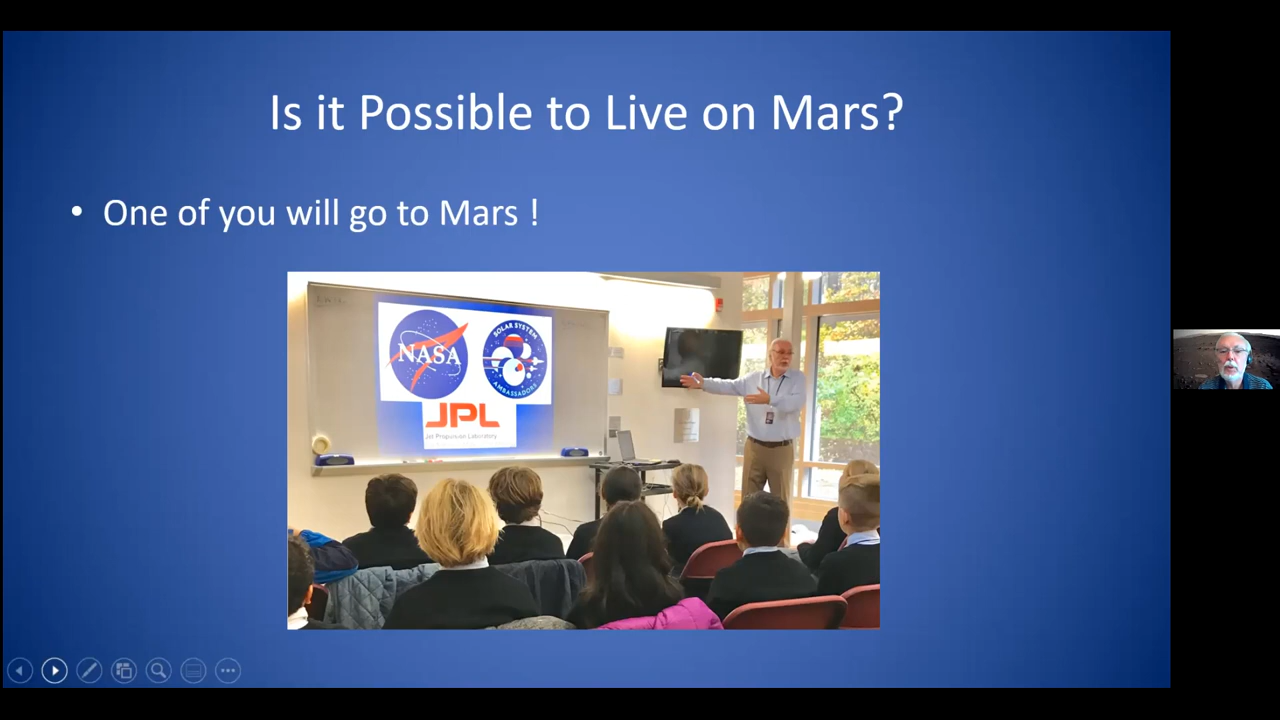 Is it Possible to Live on Mars?
• One of you will go to Mars !
NASA
SOLAR SYSTEM
AMBASSADORS
JPL
Jet Propulsion Laboratory